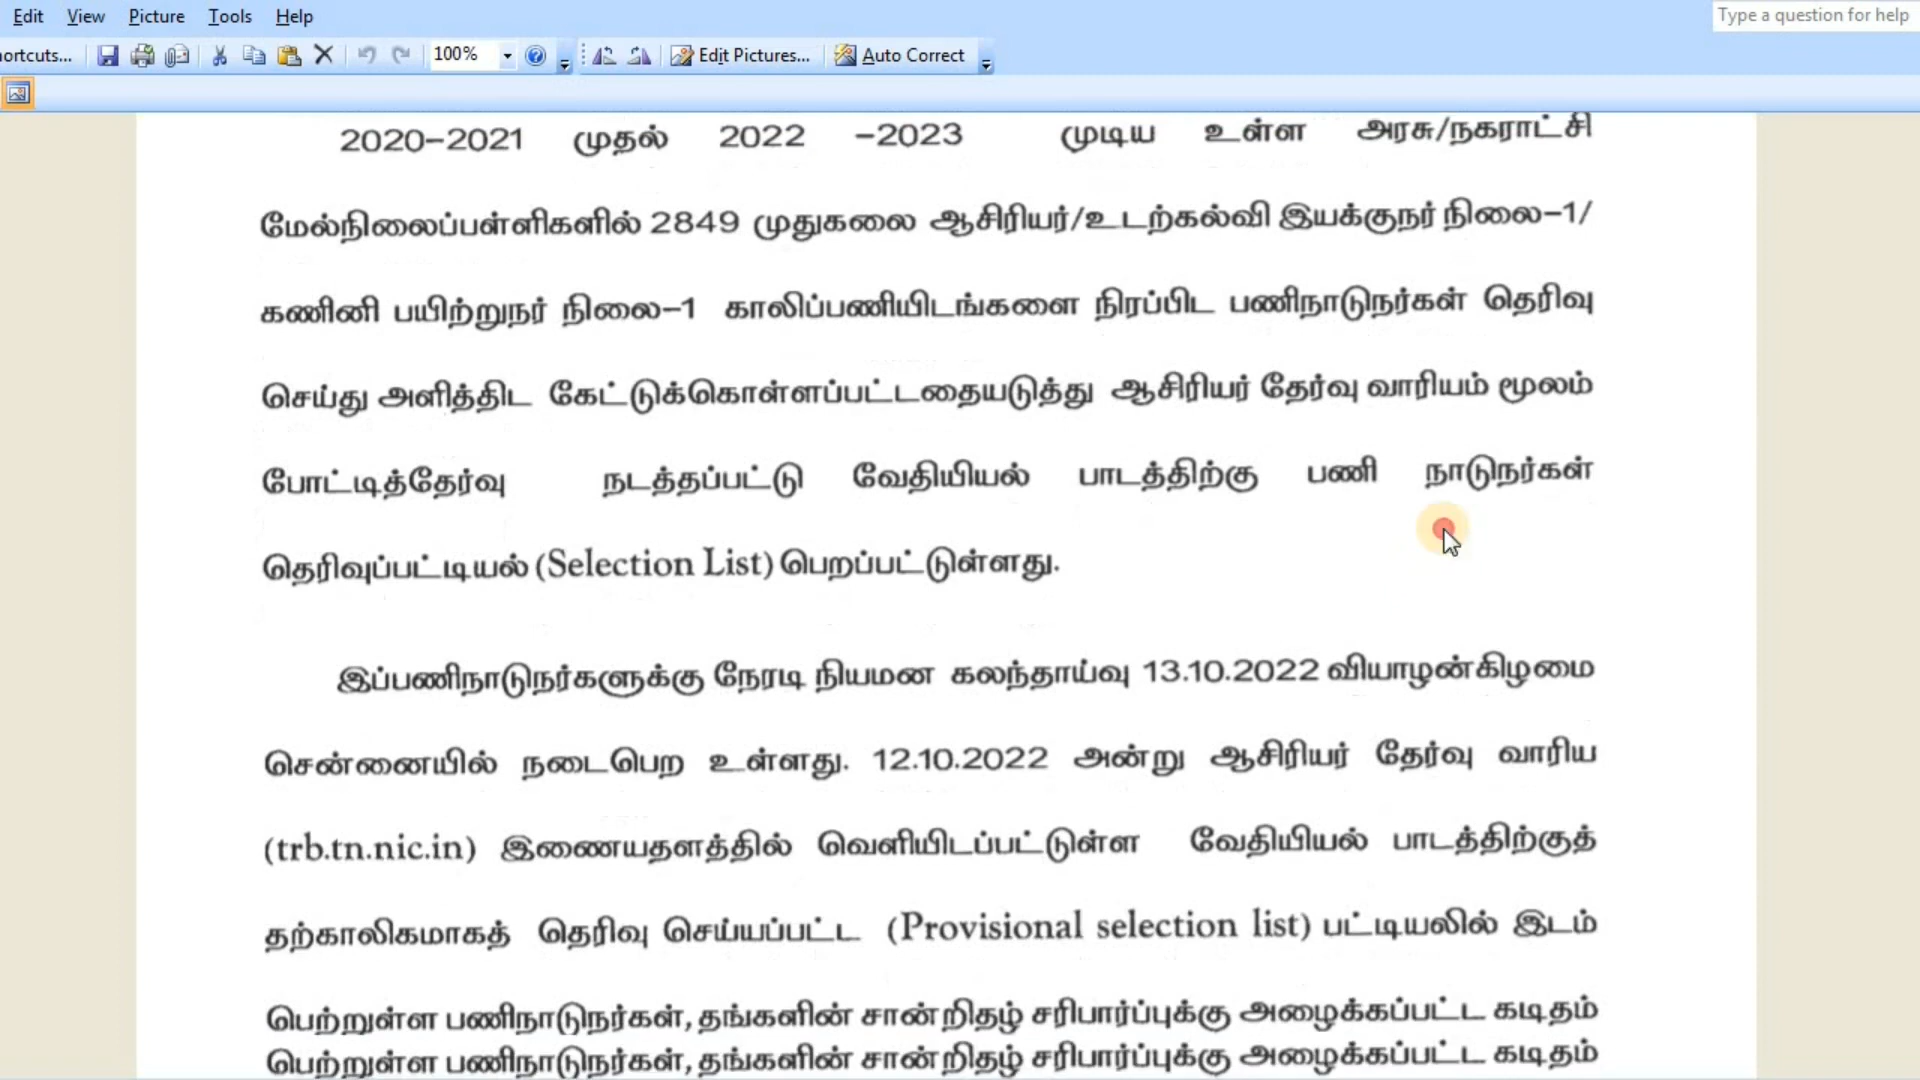 Edit View Picture Tools Help
Type a question for help
ortcuts... 100% Edit Pictures... Auto Correct
2020–2021 முதல் 2022 –2023 முடிய உள்ள அரசு/நகராட்சி
மேல்நிலைப்பள்ளிகளில் 2849 முதுகலை ஆசிரியர்/உடற்கல்வி இயக்குநர் நிலை–1/
கணினி பயிற்றுநர் நிலை–1 காலிப்பணியிடங்களை நிரப்பிட பணிநாடுநர்கள் தெரிவு
செய்து அளித்திட கேட்டுக்கொள்ளப்பட்டதையடுத்து ஆசிரியர் தேர்வு வாரியம் மூலம்
போட்டித்தேர்வு நடத்தப்பட்டு வேதியியல் பாடத்திற்கு பணி நாடுநர்கள்
தெரிவுப்பட்டியல் (Selection List) பெறப்பட்டுள்ளது.
இப்பணிநாடுநர்களுக்கு நேரடி நியமன கலந்தாய்வு 13.10.2022 வியாழன்கிழமை
சென்னையில் நடைபெற உள்ளது. 12.10.2022 அன்று ஆசிரியர் தேர்வு வாரிய
(trb.tn.nic.in) இணையதளத்தில் வெளியிடப்பட்டுள்ள வேதியியல் பாடத்திற்குத்
தற்காலிகமாகத் தெரிவு செய்யப்பட்ட (Provisional selection list) பட்டியலில் இடம்
பெற்றுள்ள பணிநாடுநர்கள், தங்களின் சான்றிதழ் சரிபார்ப்புக்கு அழைக்கப்பட்ட கடிதம்
பெற்றுள்ள பணிநாடுநர்கள், தங்களின் சான்றிதழ் சரிபார்ப்புக்கு அழைக்கப்பட்ட கடிதம்